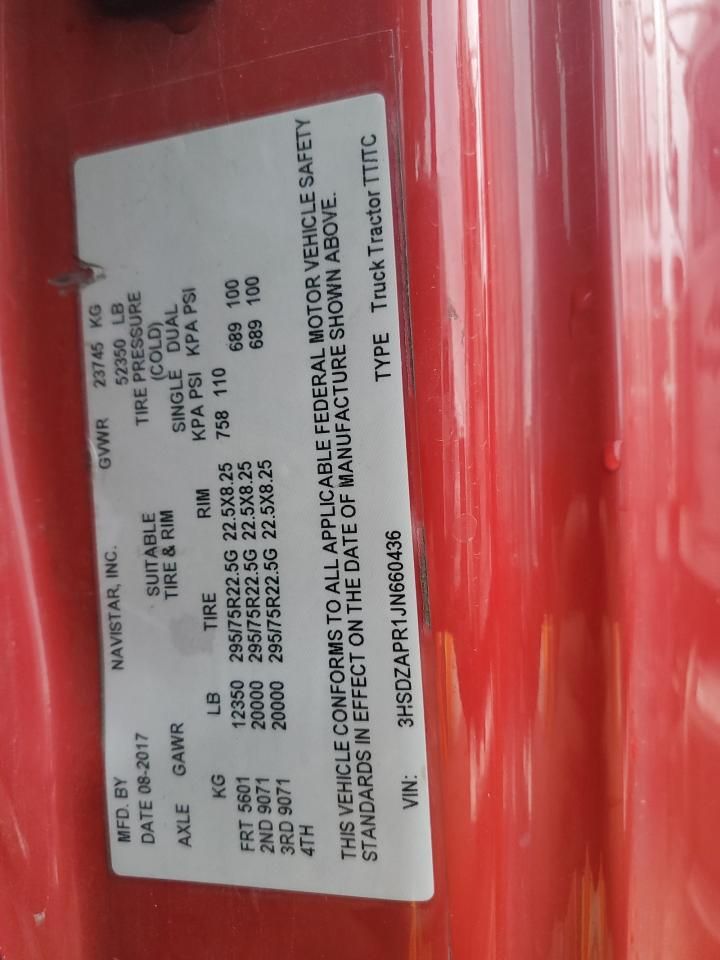 MFD. BY NAVISTAR, INC. GVWR 23745 KG
DATE 08-2017 52350 LB
SUITABLE TIRE PRESSURE
AXLE GAWR TIRE & RIM (COLD)
SINGLE DUAL
KG LB TIRE RIM KPA PSI KPA PSI
FRT 5601 12350 295/75R22.5G 22.5X8.25 758 110
2ND 9071 20000 295/75R22.5G 22.5X8.25 689 100
3RD 9071 20000 295/75R22.5G 22.5X8.25 689 100
4TH
THIS VEHICLE CONFORMS TO ALL APPLICABLE FEDERAL MOTOR VEHICLE SAFETY
STANDARDS IN EFFECT ON THE DATE OF MANUFACTURE SHOWN ABOVE.
VIN: 3HSDZAPR1JN660436 TYPE Truck Tractor TT/TC